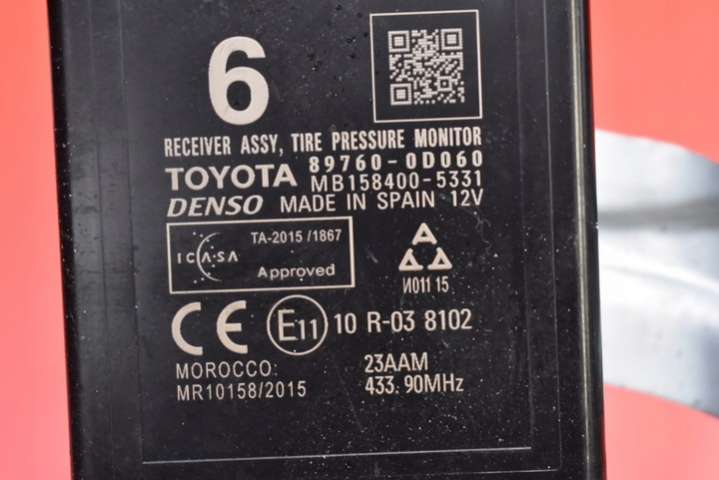 6
RECEIVER ASSY, TIRE PRESSURE MONITOR
TOYOTA 89760-0D060
MB158400-5331
DENSO MADE IN SPAIN 12V
TA-2015/1867
ICASA
Approved
И011 15
CE E11 10 R-03 8102
MOROCCO: 23AAM
MR10158/2015 433.90MHz